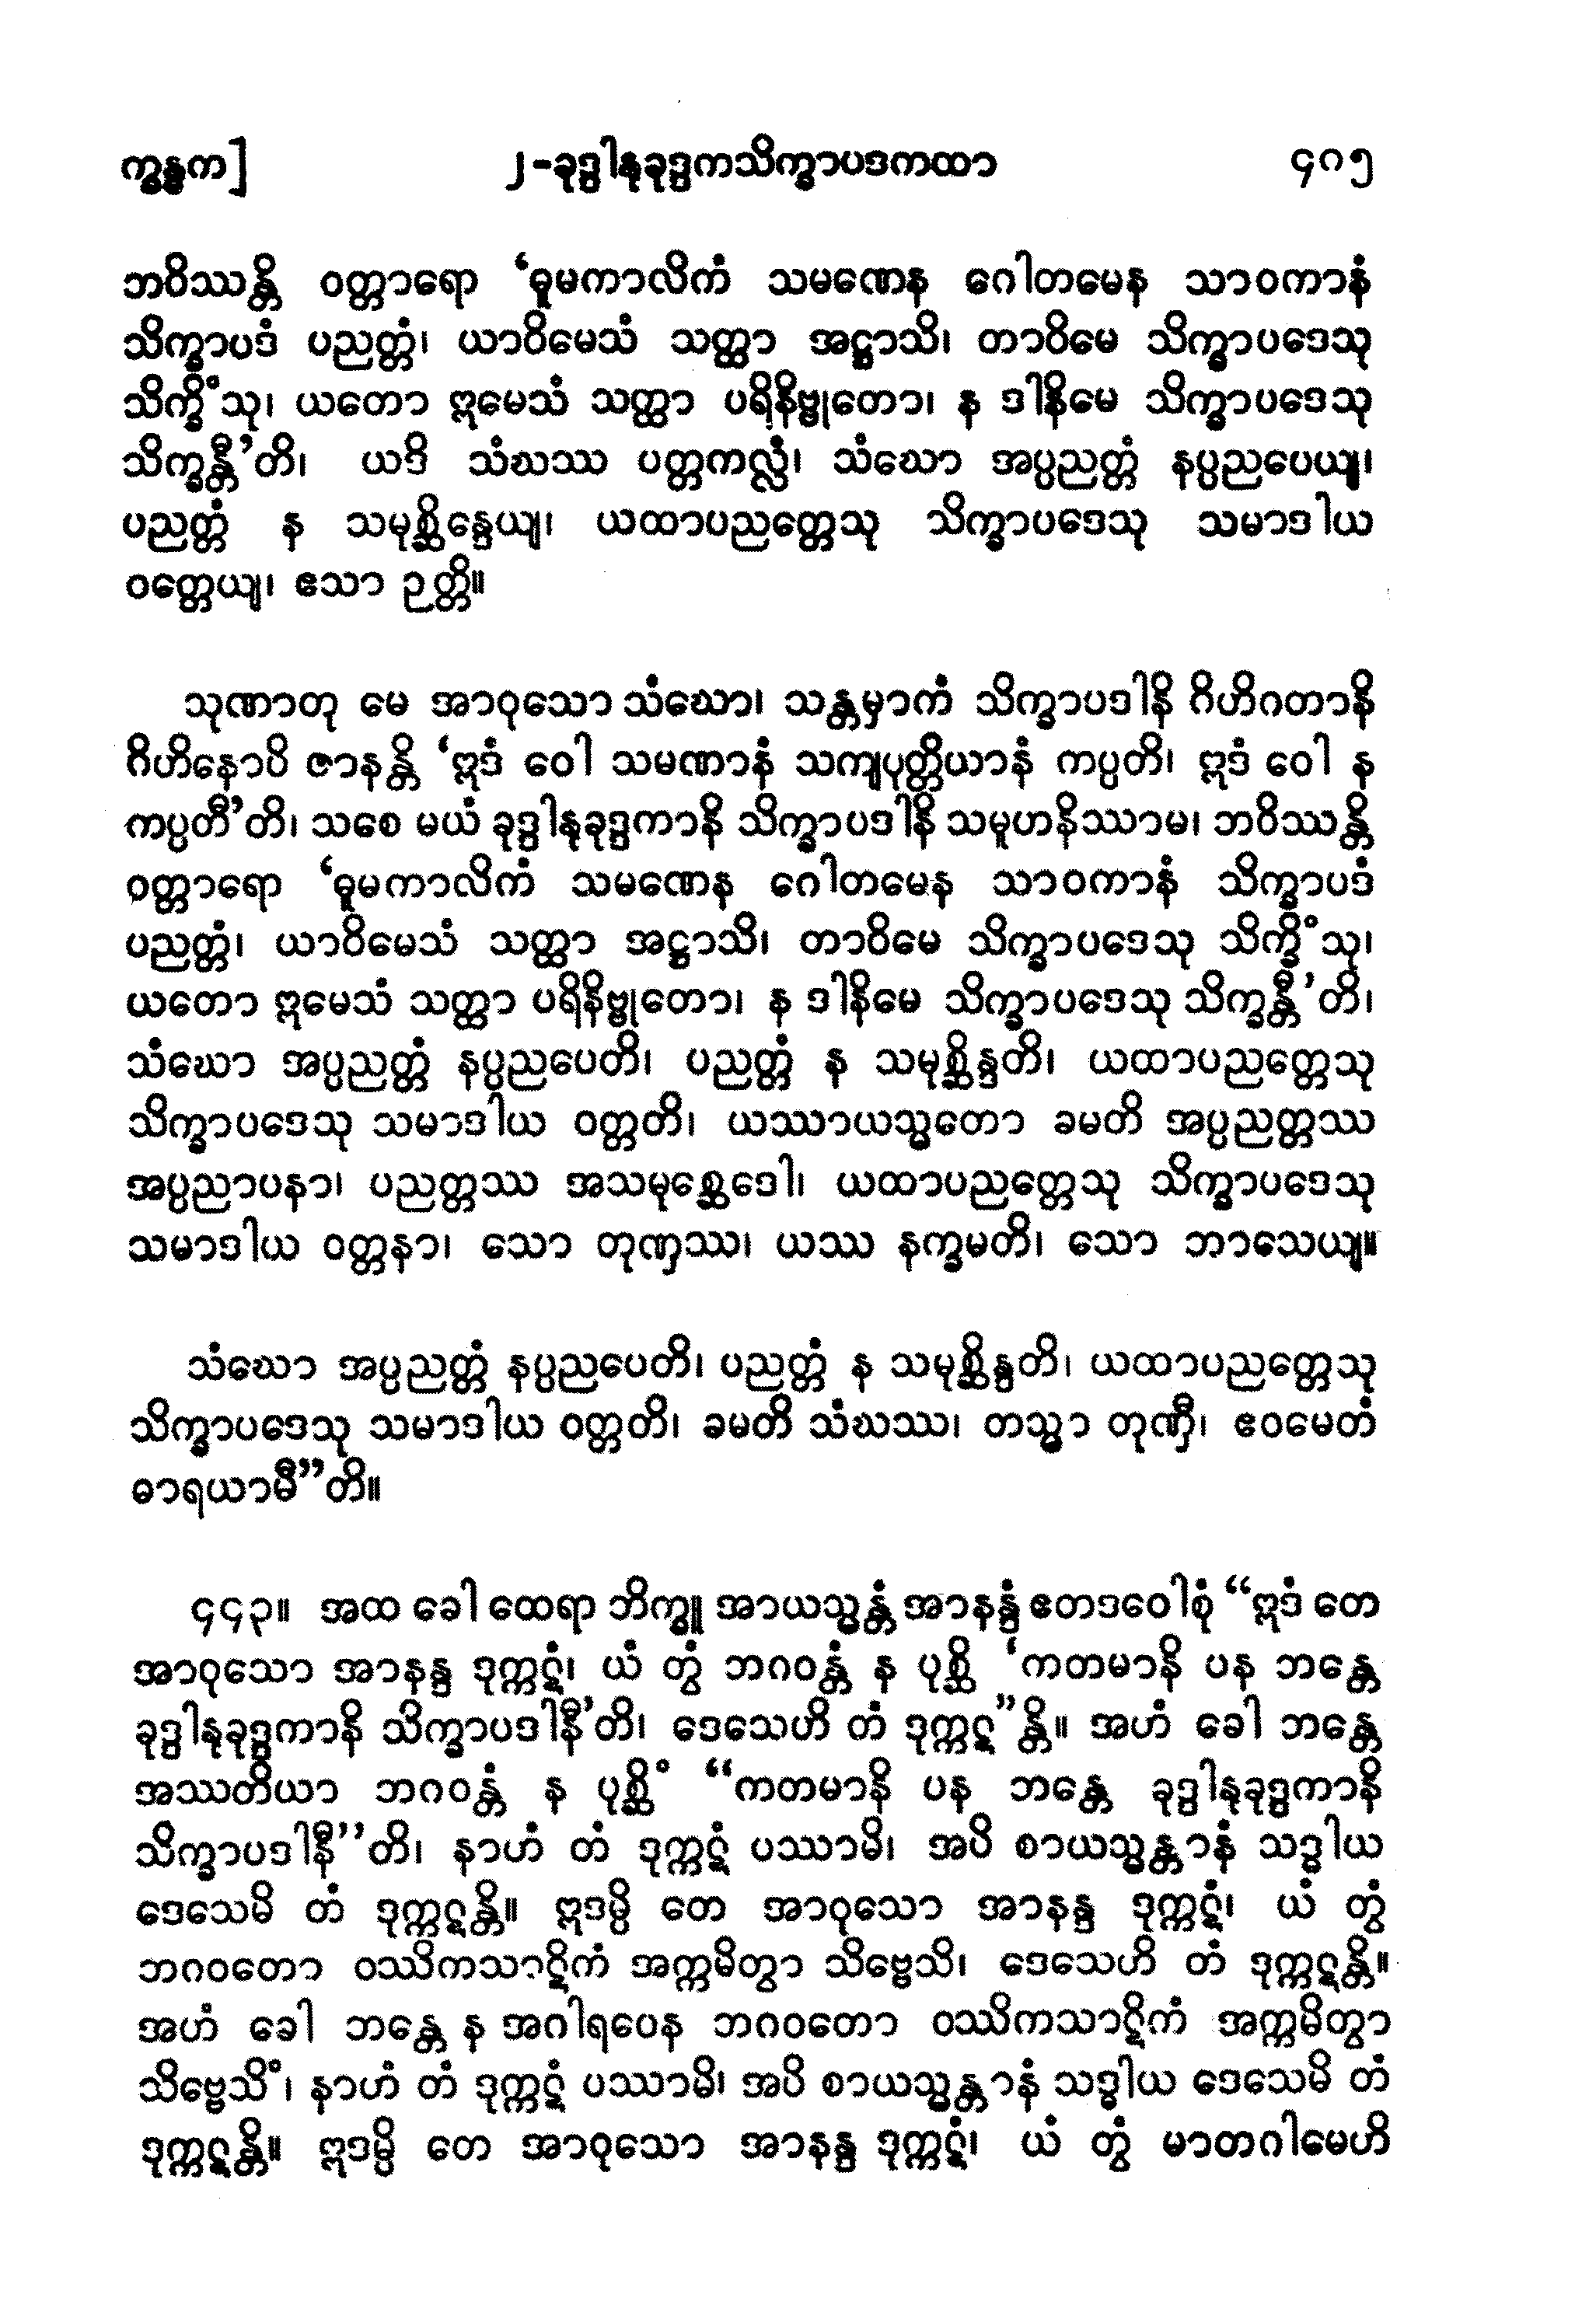 က္ခန္ဓက] ၂-ခုဒ္ဒါနုခုဒ္ဒကသိက္ခာပဒကထာ ၄၈၅
ဘဝိဿန္တိ ဝတ္တာရော ‘ဓူမကာလိကံ သမဏေန ဂေါတမေန သာဝကာနံ
သိက္ခာပဒံ ပညတ္တံ၊ ယာဝိမေသံ သတ္ထာ အဋ္ဌာသိ၊ တာဝိမေ သိက္ခာပဒေသု
သိက္ခိံသု၊ ယတော ဣမေသံ သတ္ထာ ပရိနိဗ္ဗုတော၊ န ဒါနိမေ သိက္ခာပဒေသု
သိက္ခန္တီ’တိ၊ ယဒိ သံဃဿ ပတ္တကလ္လံ၊ သံဃော အပ္ပညတ္တံ နပ္ပညပေယျ၊
ပညတ္တံ န သမုစ္ဆိန္ဒေယျ၊ ယထာပညတ္တေသု သိက္ခာပဒေသု သမာဒါယ
ဝတ္တေယျ၊ ဧသာ ဉတ္တိ။
သုဏာတု မေ အာဝုသော သံဃော၊ သန္တမှာကံ သိက္ခာပဒါနိ ဂိဟိဂတာနိ
ဂိဟိနောပိ ဇာနန္တိ ‘ဣဒံ ဝေါ သမဏာနံ သကျပုတ္တိယာနံ ကပ္ပတိ၊ ဣဒံ ဝေါ န
ကပ္ပတီ’တိ၊ သစေ မယံ ခုဒ္ဒါနုခုဒ္ဒကာနိ သိက္ခာပဒါနိ သမူဟနိဿာမ၊ ဘဝိဿန္တိ
ဝတ္တာရော ‘ဓူမကာလိကံ သမဏေန ဂေါတမေန သာဝကာနံ သိက္ခာပဒံ
ပညတ္တံ၊ ယာဝိမေသံ သတ္ထာ အဋ္ဌာသိ၊ တာဝိမေ သိက္ခာပဒေသု သိက္ခိံသု၊
ယတော ဣမေသံ သတ္ထာ ပရိနိဗ္ဗုတော၊ န ဒါနိမေ သိက္ခာပဒေသု သိက္ခန္တီ’တိ၊
သံဃော အပ္ပညတ္တံ နပ္ပညပေတိ၊ ပညတ္တံ န သမုစ္ဆိန္ဒတိ၊ ယထာပညတ္တေသု
သိက္ခာပဒေသု သမာဒါယ ဝတ္တတိ၊ ယဿာယသ္မတော ခမတိ အပ္ပညတ္တဿ
အပ္ပညာပနာ၊ ပညတ္တဿ အသမုစ္ဆေဒေါ၊ ယထာပညတ္တေသု သိက္ခာပဒေသု
သမာဒါယ ဝတ္တနာ၊ သော တုဏှဿ၊ ယဿ နက္ခမတိ၊ သော ဘာသေယျ။
သံဃော အပ္ပညတ္တံ နပ္ပညပေတိ၊ ပညတ္တံ န သမုစ္ဆိန္ဒတိ၊ ယထာပညတ္တေသု
သိက္ခာပဒေသု သမာဒါယ ဝတ္တတိ၊ ခမတိ သံဃဿ၊ တသ္မာ တုဏှီ၊ ဧဝမေတံ
ဓာရယာမီ”တိ။
၄၄၃။ အထ ခေါ ထေရာ ဘိက္ခူ အာယသ္မန္တံ အာနန္ဒံ ဧတဒဝေါစုံ “ဣဒံ တေ
အာဝုသော အာနန္ဒ ဒုက္ကဋံ၊ ယံ တွံ ဘဂဝန္တံ န ပုစ္ဆိ ‘ကတမာနိ ပန ဘန္တေ
ခုဒ္ဒါနုခုဒ္ဒကာနိ သိက္ခာပဒါနီ’တိ၊ ဒေသေဟိ တံ ဒုက္ကဋ”န္တိ။ အဟံ ခေါ ဘန္တေ
အဿတိယာ ဘဂဝန္တံ န ပုစ္ဆိံ “ကတမာနိ ပန ဘန္တေ ခုဒ္ဒါနုခုဒ္ဒကာနိ
သိက္ခာပဒါနီ’’တိ၊ နာဟံ တံ ဒုက္ကဋံ ပဿာမိ၊ အပိ စာယသ္မန္တာနံ သဒ္ဓါယ
ဒေသေမိ တံ ဒုက္ကဋန္တိ။ ဣဒမ္ပိ တေ အာဝုသော အာနန္ဒ ဒုက္ကဋံ၊ ယံ တွံ
ဘဂဝတော ဝဿိကသာဋိကံ အက္ကမိတွာ သိဗ္ဗေသိ၊ ဒေသေဟိ တံ ဒုက္ကဋန္တိ။
အဟံ ခေါ ဘန္တေ န အဂါရပေန ဘဂဝတော ဝဿိကသာဋိကံ အက္ကမိတွာ
သိဗ္ဗေသိံ၊ နာဟံ တံ ဒုက္ကဋံ ပဿာမိ၊ အပိ စာယသ္မန္တာနံ သဒ္ဓါယ ဒေသေမိ တံ
ဒုက္ကဋန္တိ။ ဣဒမ္ပိ တေ အာဝုသော အာနန္ဒ ဒုက္ကဋံ၊ ယံ တွံ မာတဂါမေဟိ